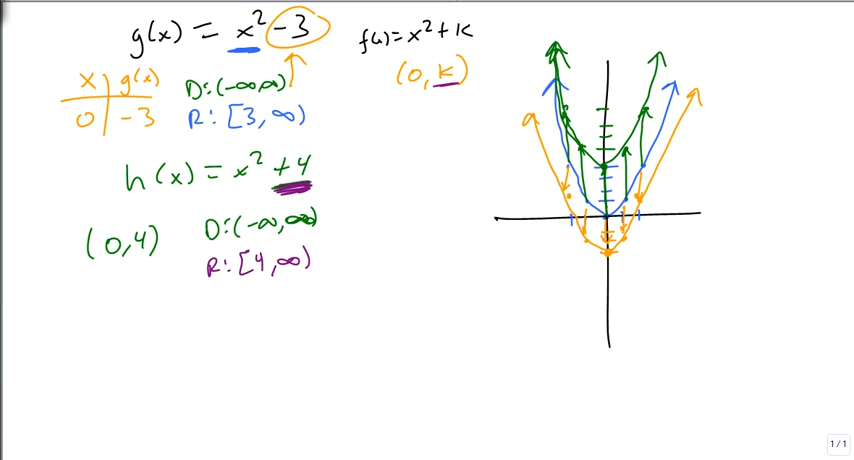 g(x) = x² - 3
f(x) = x² + k
x | g(x)
0 | -3
D: (-∞,∞)
R: [3, ∞)
(0, k)
h(x) = x² + 4
(0, 4)
D: (-∞, ∞)
R: [4, ∞)
1 / 1